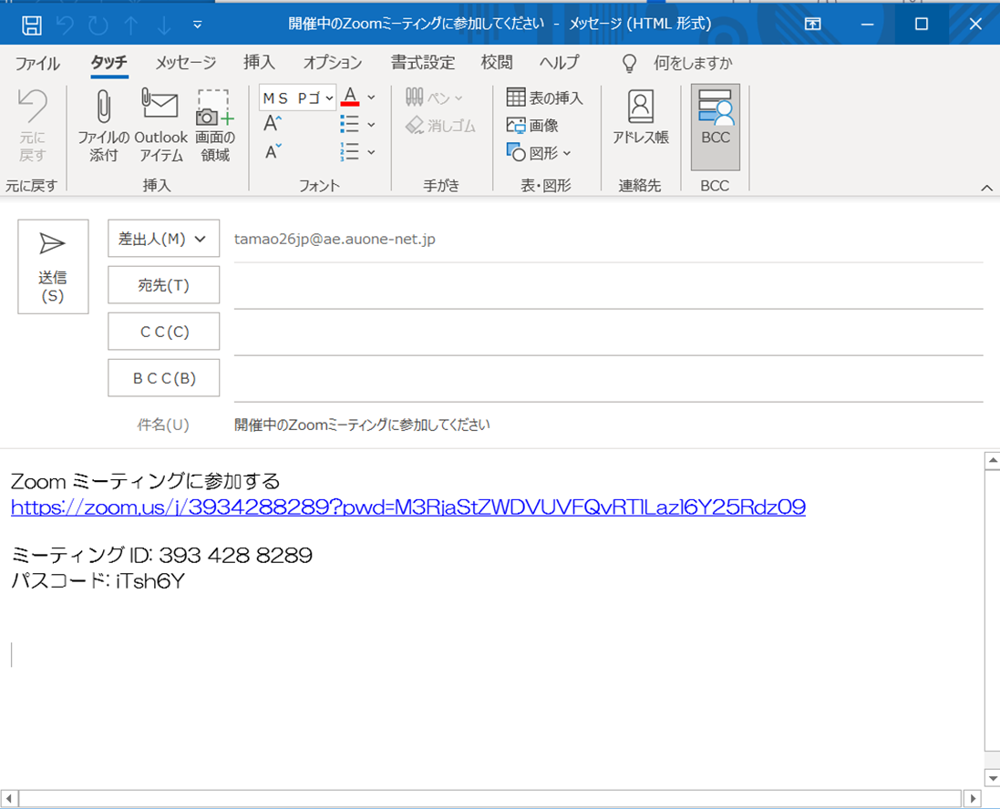 開催中のZoomミーティングに参加してください - メッセージ (HTML 形式)
ファイル タッチ メッセージ 挿入 オプション 書式設定 校閲 ヘルプ 何をしますか
元に戻す
ファイルの添付
Outlook アイテム
画面の領域
MS Pゴ
A
A
A
ペン
消しゴム
表の挿入
画像
図形
アドレス帳
BCC
元に戻す 挿入 フォント 手がき 表・図形 連絡先 BCC
送信
(S)
差出人(M) tamao26jp@ae.auone-net.jp
宛先(T)
CC(C)
BCC(B)
件名(U) 開催中のZoomミーティングに参加してください
Zoom ミーティングに参加する
https://zoom.us/j/3934288289?pwd=M3RjaStZWDVUVFQvRTlLazl6Y25Rdz09
ミーティング ID: 393 428 8289
パスコード: iTsh6Y